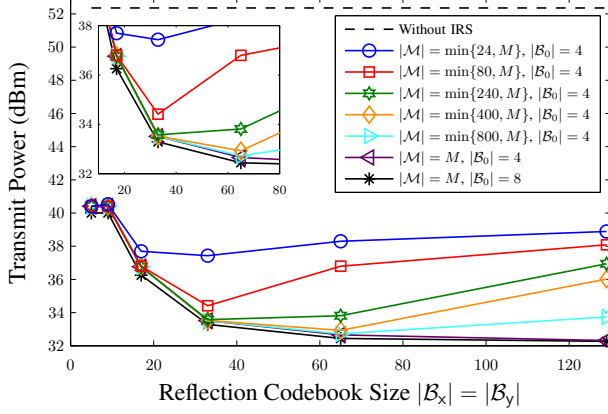 52
50
48
46
44
42
40
38
36
34
32
0
20
40
60
80
100
120
Transmit Power (dBm)
Reflection Codebook Size |ℬₓ| = |ℬᵧ|
38
36
34
32
20
40
60
80
Without IRS
|ℳ| = min{24, M}, |ℬ₀| = 4
|ℳ| = min{80, M}, |ℬ₀| = 4
|ℳ| = min{240, M}, |ℬ₀| = 4
|ℳ| = min{400, M}, |ℬ₀| = 4
|ℳ| = min{800, M}, |ℬ₀| = 4
|ℳ| = M, |ℬ₀| = 4
|ℳ| = M, |ℬ₀| = 8